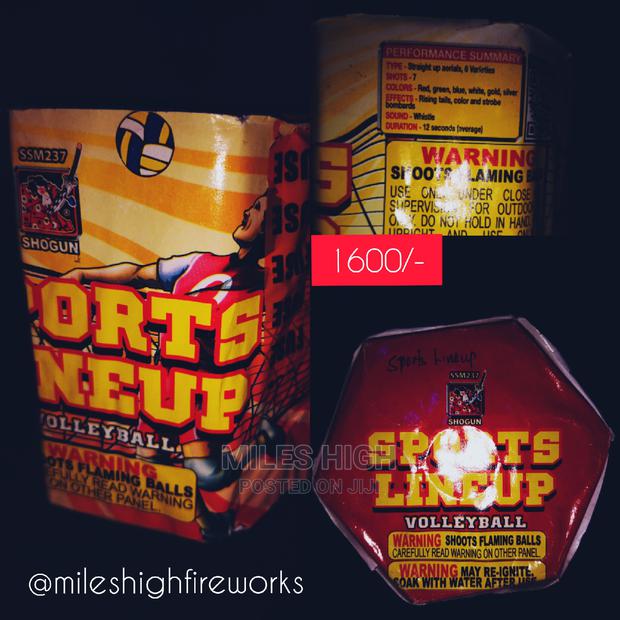 SSM237
SHOGUN
ORTS
NEUP
VOLLEYBALL
WARNING
OTS FLAMING BALLS
Y READ WARNING
ON OTHER PANEL.
FUSE
PERFORMANCE SUMMARY
TYPE - Straight up aerials, 6 Varieties
SHOTS - 7
COLORS - Red, green, blue, white, gold, silver
EFFECTS - Rising tails, color and strobe
bombards
SOUND - Whistle
DURATION - 12 seconds (average)
WARNING
SHOOTS FLAMING
USE ONLY UNDER CLOSE
SUPERVISION FOR OUTDOOR
ONLY. DO NOT HOLD IN HAND
UPRIGHT AND USE
1600/-
Sports Lineup
SSM237
SHOGUN
SPORTS
LINEUP
VOLLEYBALL
WARNING SHOOTS FLAMING BALLS
CAREFULLY READ WARNING ON OTHER PANEL.
WARNING MAY RE-IGNITE.
SOAK WITH WATER AFTER USE.
MILES HIGH
POSTED ON JIJI
@mileshighfireworks